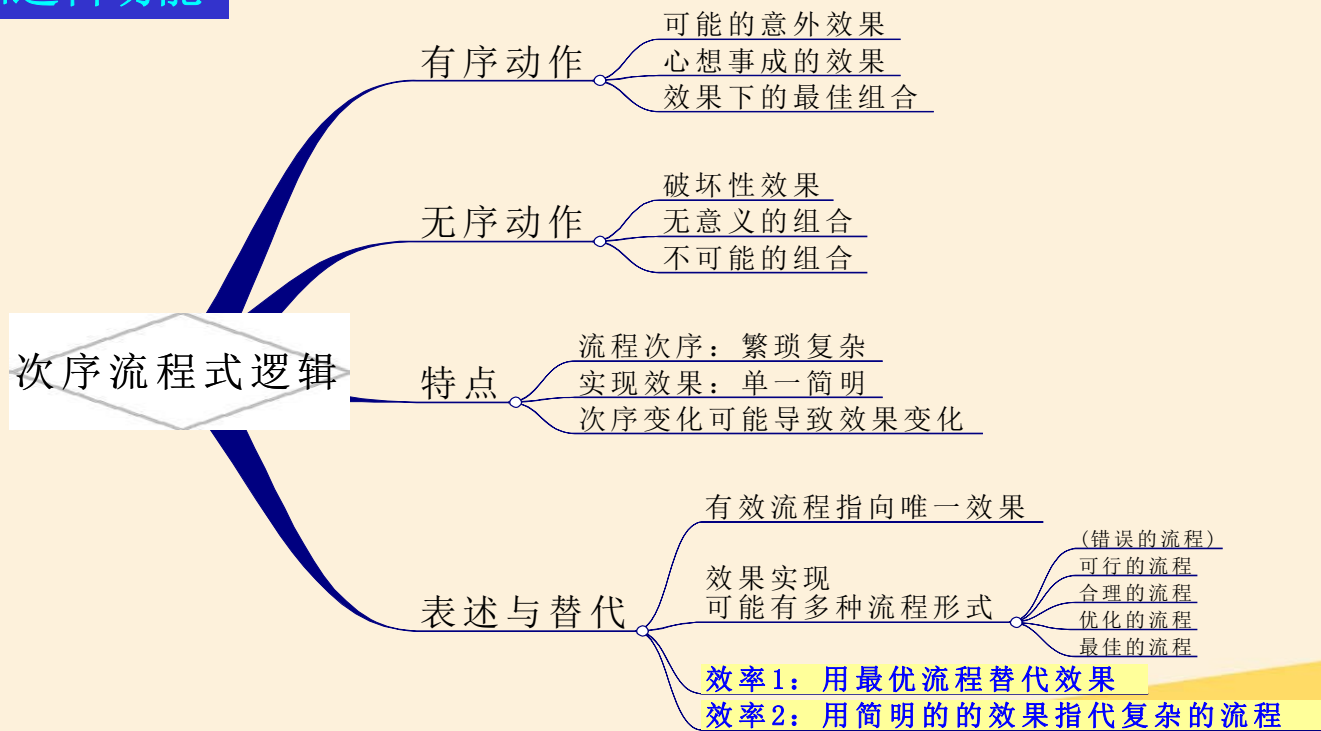 有序动作
可能的意外效果
心想事成的效果
效果下的最佳组合
无序动作
破坏性效果
无意义的组合
不可能的组合
次序流程式逻辑
特点
流程次序：繁琐复杂
实现效果：单一简明
次序变化可能导致效果变化
表述与替代
有效流程指向唯一效果
效果实现
可能有多种流程形式
(错误的流程)
可行的流程
合理的流程
优化的流程
最佳的流程
效率1：用最优流程替代效果
效率2：用简明的的效果指代复杂的流程